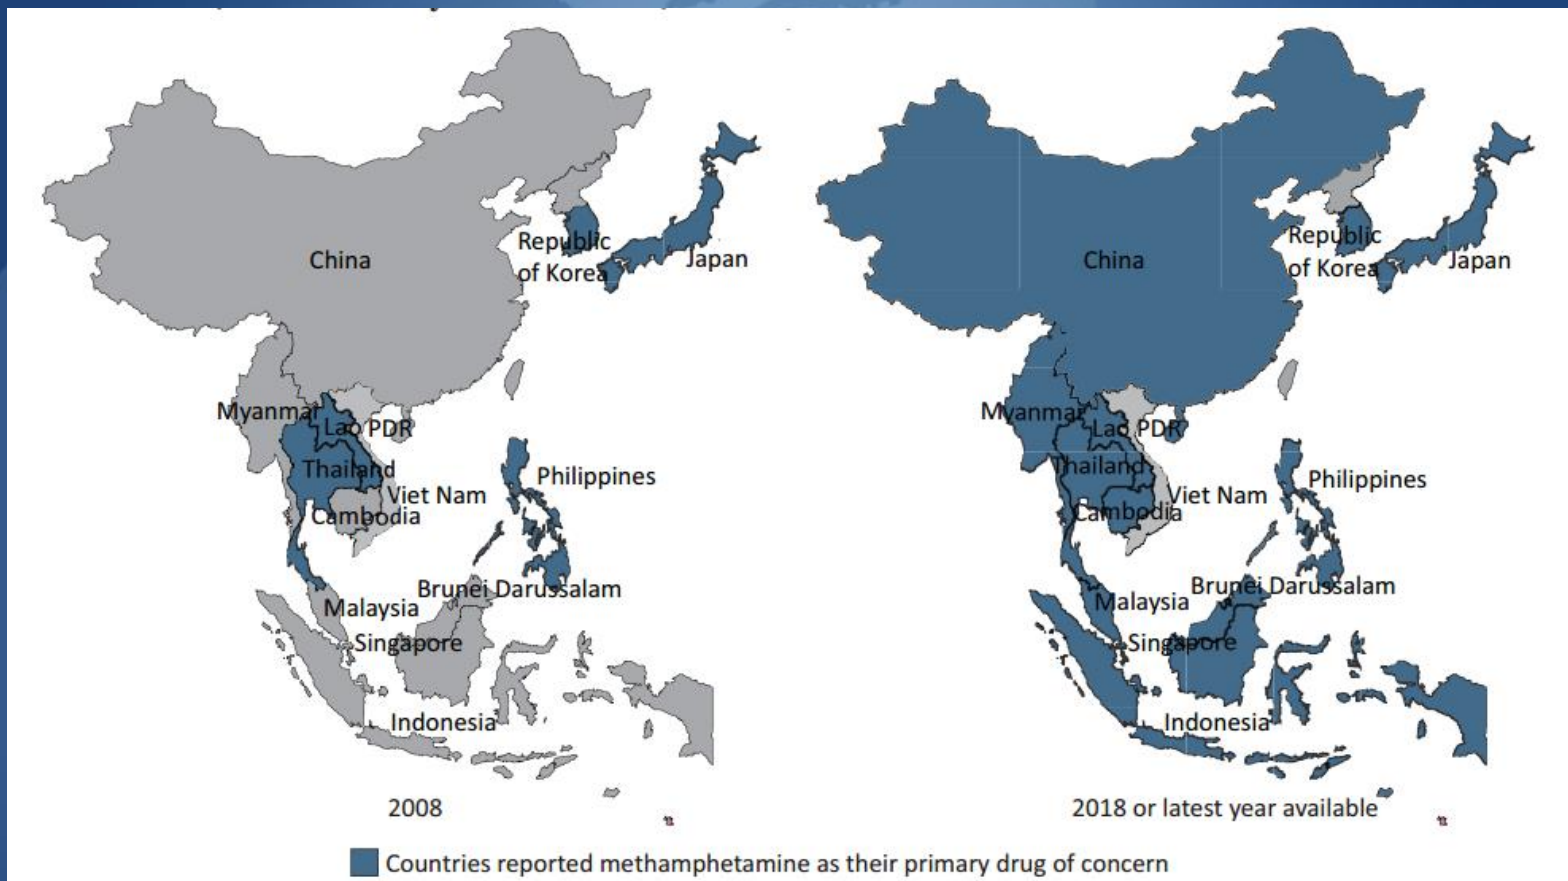 China
Republic
of Korea
Japan
Myanmar
Lao PDR
Thailand
Viet Nam
Cambodia
Philippines
Brunei Darussalam
Malaysia
Singapore
Indonesia
2008
China
Republic
of Korea
Japan
Myanmar
Lao PDR
Thailand
Viet Nam
Cambodia
Philippines
Brunei Darussalam
Malaysia
Singapore
Indonesia
2018 or latest year available
Countries reported methamphetamine as their primary drug of concern